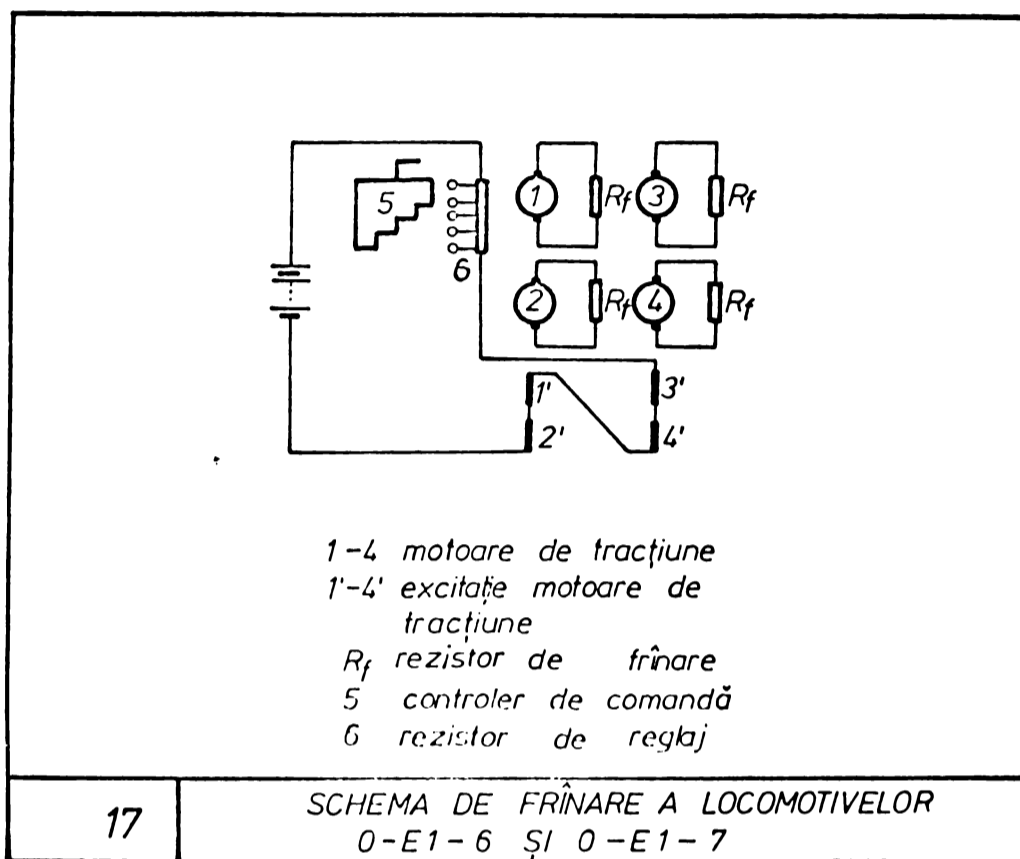 5
6
1
Rf
3
Rf
2
Rf
4
Rf
1'
3'
2'
4'
1-4 motoare de tracțiune
1'-4' excitație motoare de
tracțiune
Rf rezistor de frînare
5 controler de comandă
6 rezistor de reglaj
17
SCHEMA DE FRÎNARE A LOCOMOTIVELOR
0-E1-6 ȘI 0-E1-7